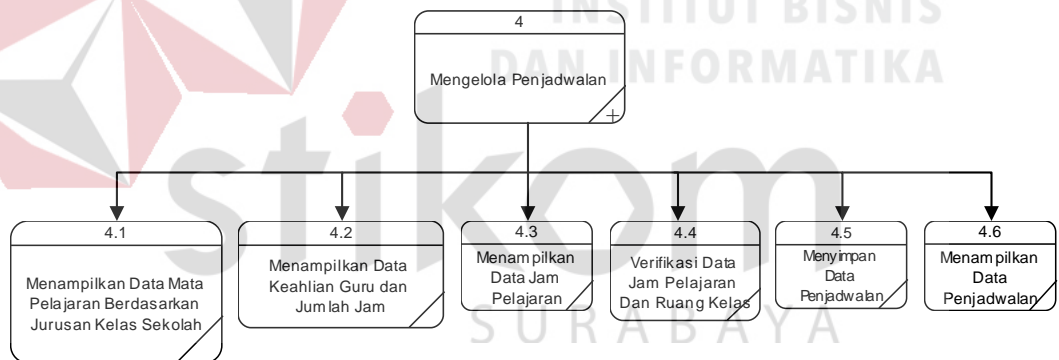 INSTITUT BISNIS
DAN INFORMATIKA
stikom
SURABAYA
4
Mengelola Penjadwalan
+
4.1
Menampilkan Data Mata
Pelajaran Berdasarkan
Jurusan Kelas Sekolah
4.2
Menampilkan Data
Keahlian Guru dan
Jumlah Jam
4.3
Menampilkan
Data Jam
Pelajaran
4.4
Verifikasi Data
Jam Pelajaran
Dan Ruang Kelas
4.5
Menyimpan
Data
Penjadwalan
4.6
Menampilkan
Data
Penjadwalan